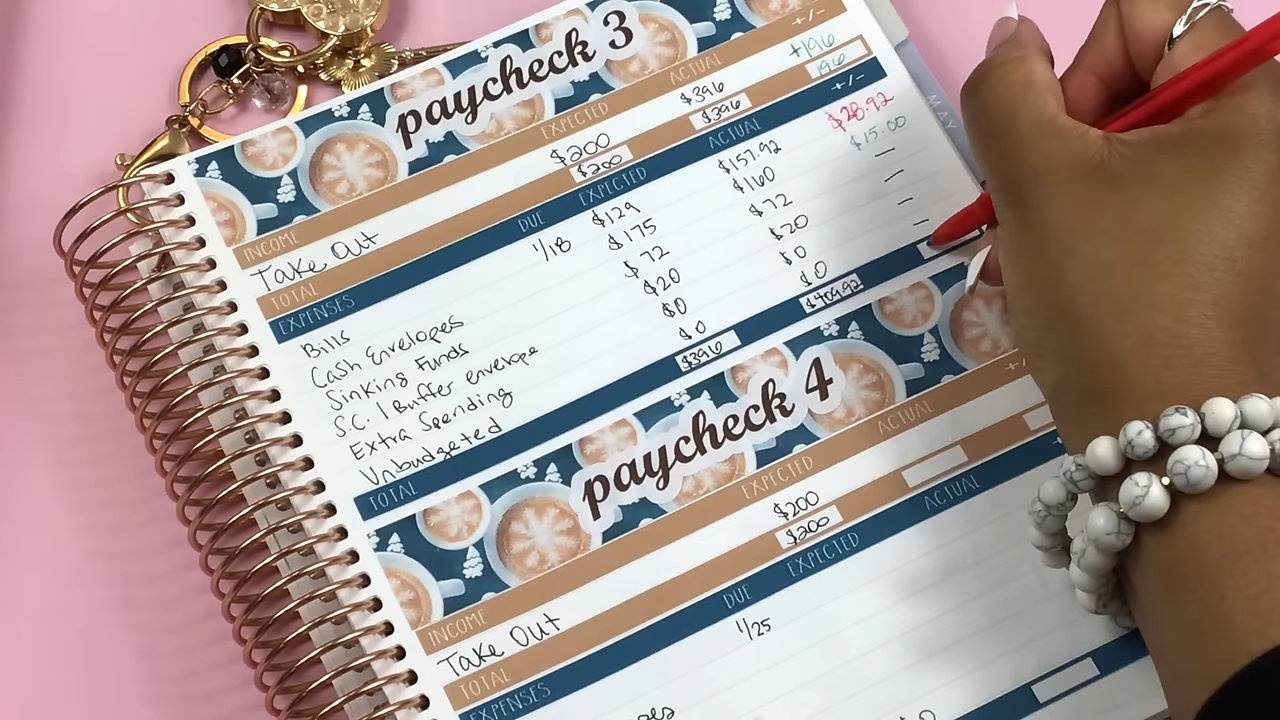 paycheck 3
INCOME EXPECTED ACTUAL +/-
Take Out $200 $396 +196
TOTAL $200 $396 196
EXPENSES DUE EXPECTED ACTUAL +/-
Bills 1/18 $129 $157.92 $28.92
Cash Envelopes $175 $160 $15.00
Sinking Funds $72 $72 —
S.C. / Buffer envelope $20 $20 —
Extra Spending $0 $0 —
Unbudgeted $0 $0 —
TOTAL $396 $409.92
MAY
paycheck 4
INCOME EXPECTED ACTUAL +/-
Take Out $200
TOTAL $200
EXPENSES DUE EXPECTED ACTUAL
1/25